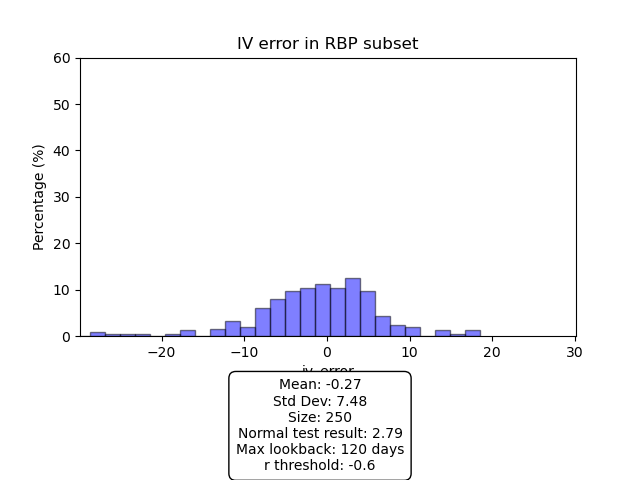 IV error in RBP subset
Percentage (%)
60
50
40
30
20
10
0
−20
−10
0
10
20
30
iv_error
Mean: -0.27
Std Dev: 7.48
Size: 250
Normal test result: 2.79
Max lookback: 120 days
r threshold: -0.6